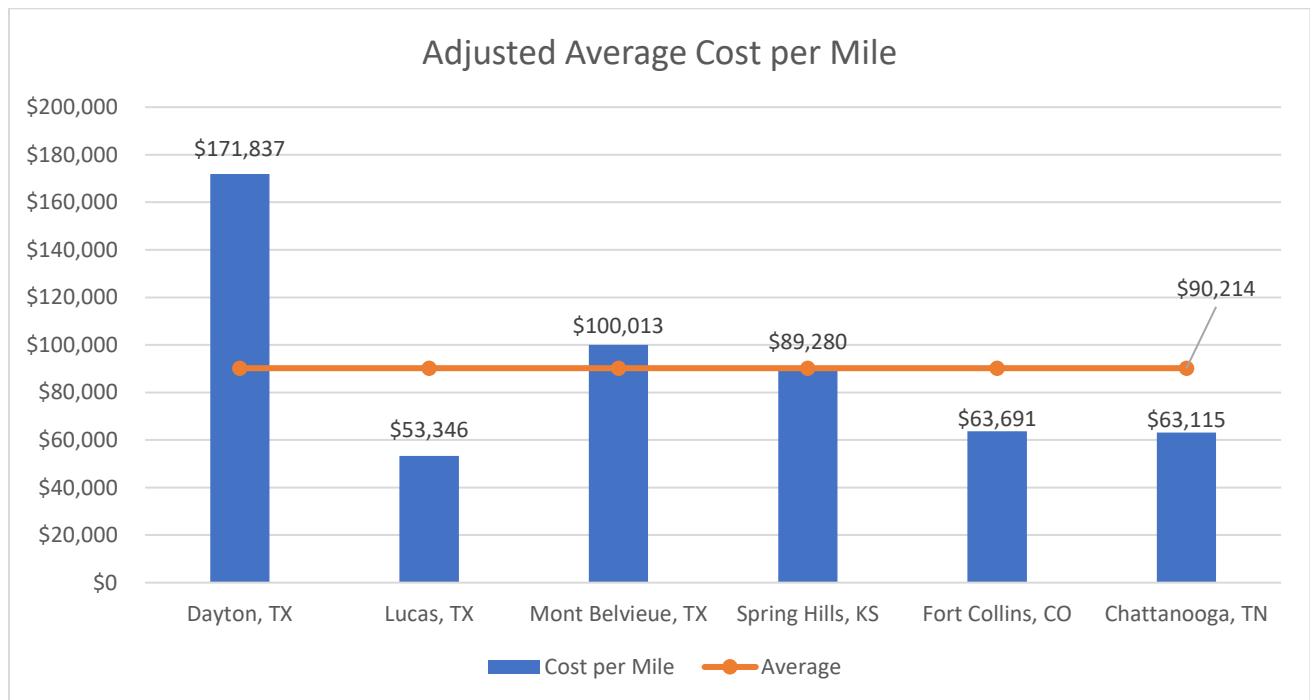 Adjusted Average Cost per Mile
$200,000
$180,000
$160,000
$140,000
$120,000
$100,000
$80,000
$60,000
$40,000
$20,000
$0
$171,837
$53,346
$100,013
$89,280
$63,691
$63,115
$90,214
Dayton, TX
Lucas, TX
Mont Belvieue, TX
Spring Hills, KS
Fort Collins, CO
Chattanooga, TN
Cost per Mile
Average